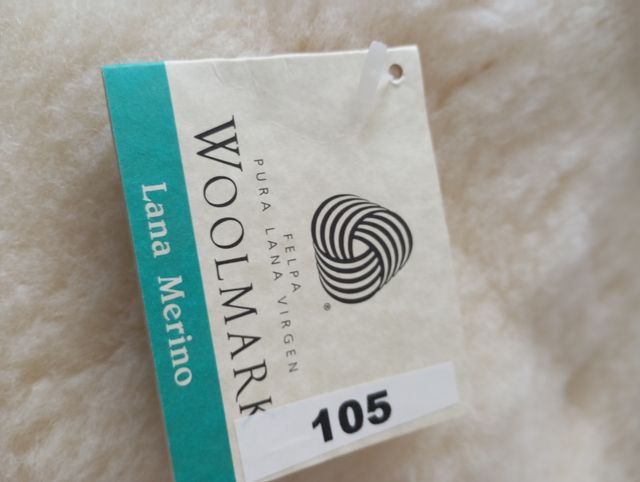 FELPA
PURA LANA VIRGEN
WOOLMARK
Lana Merino
105
®